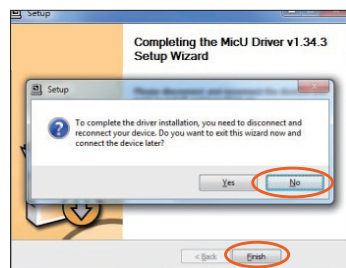 Setup
Completing the MicU Driver v1.34.3
Setup Wizard
Setup
To complete the driver installation, you need to disconnect and
reconnect your device. Do you want to exit this wizard now and
connect the device later?
Yes
No
< Back
Finish